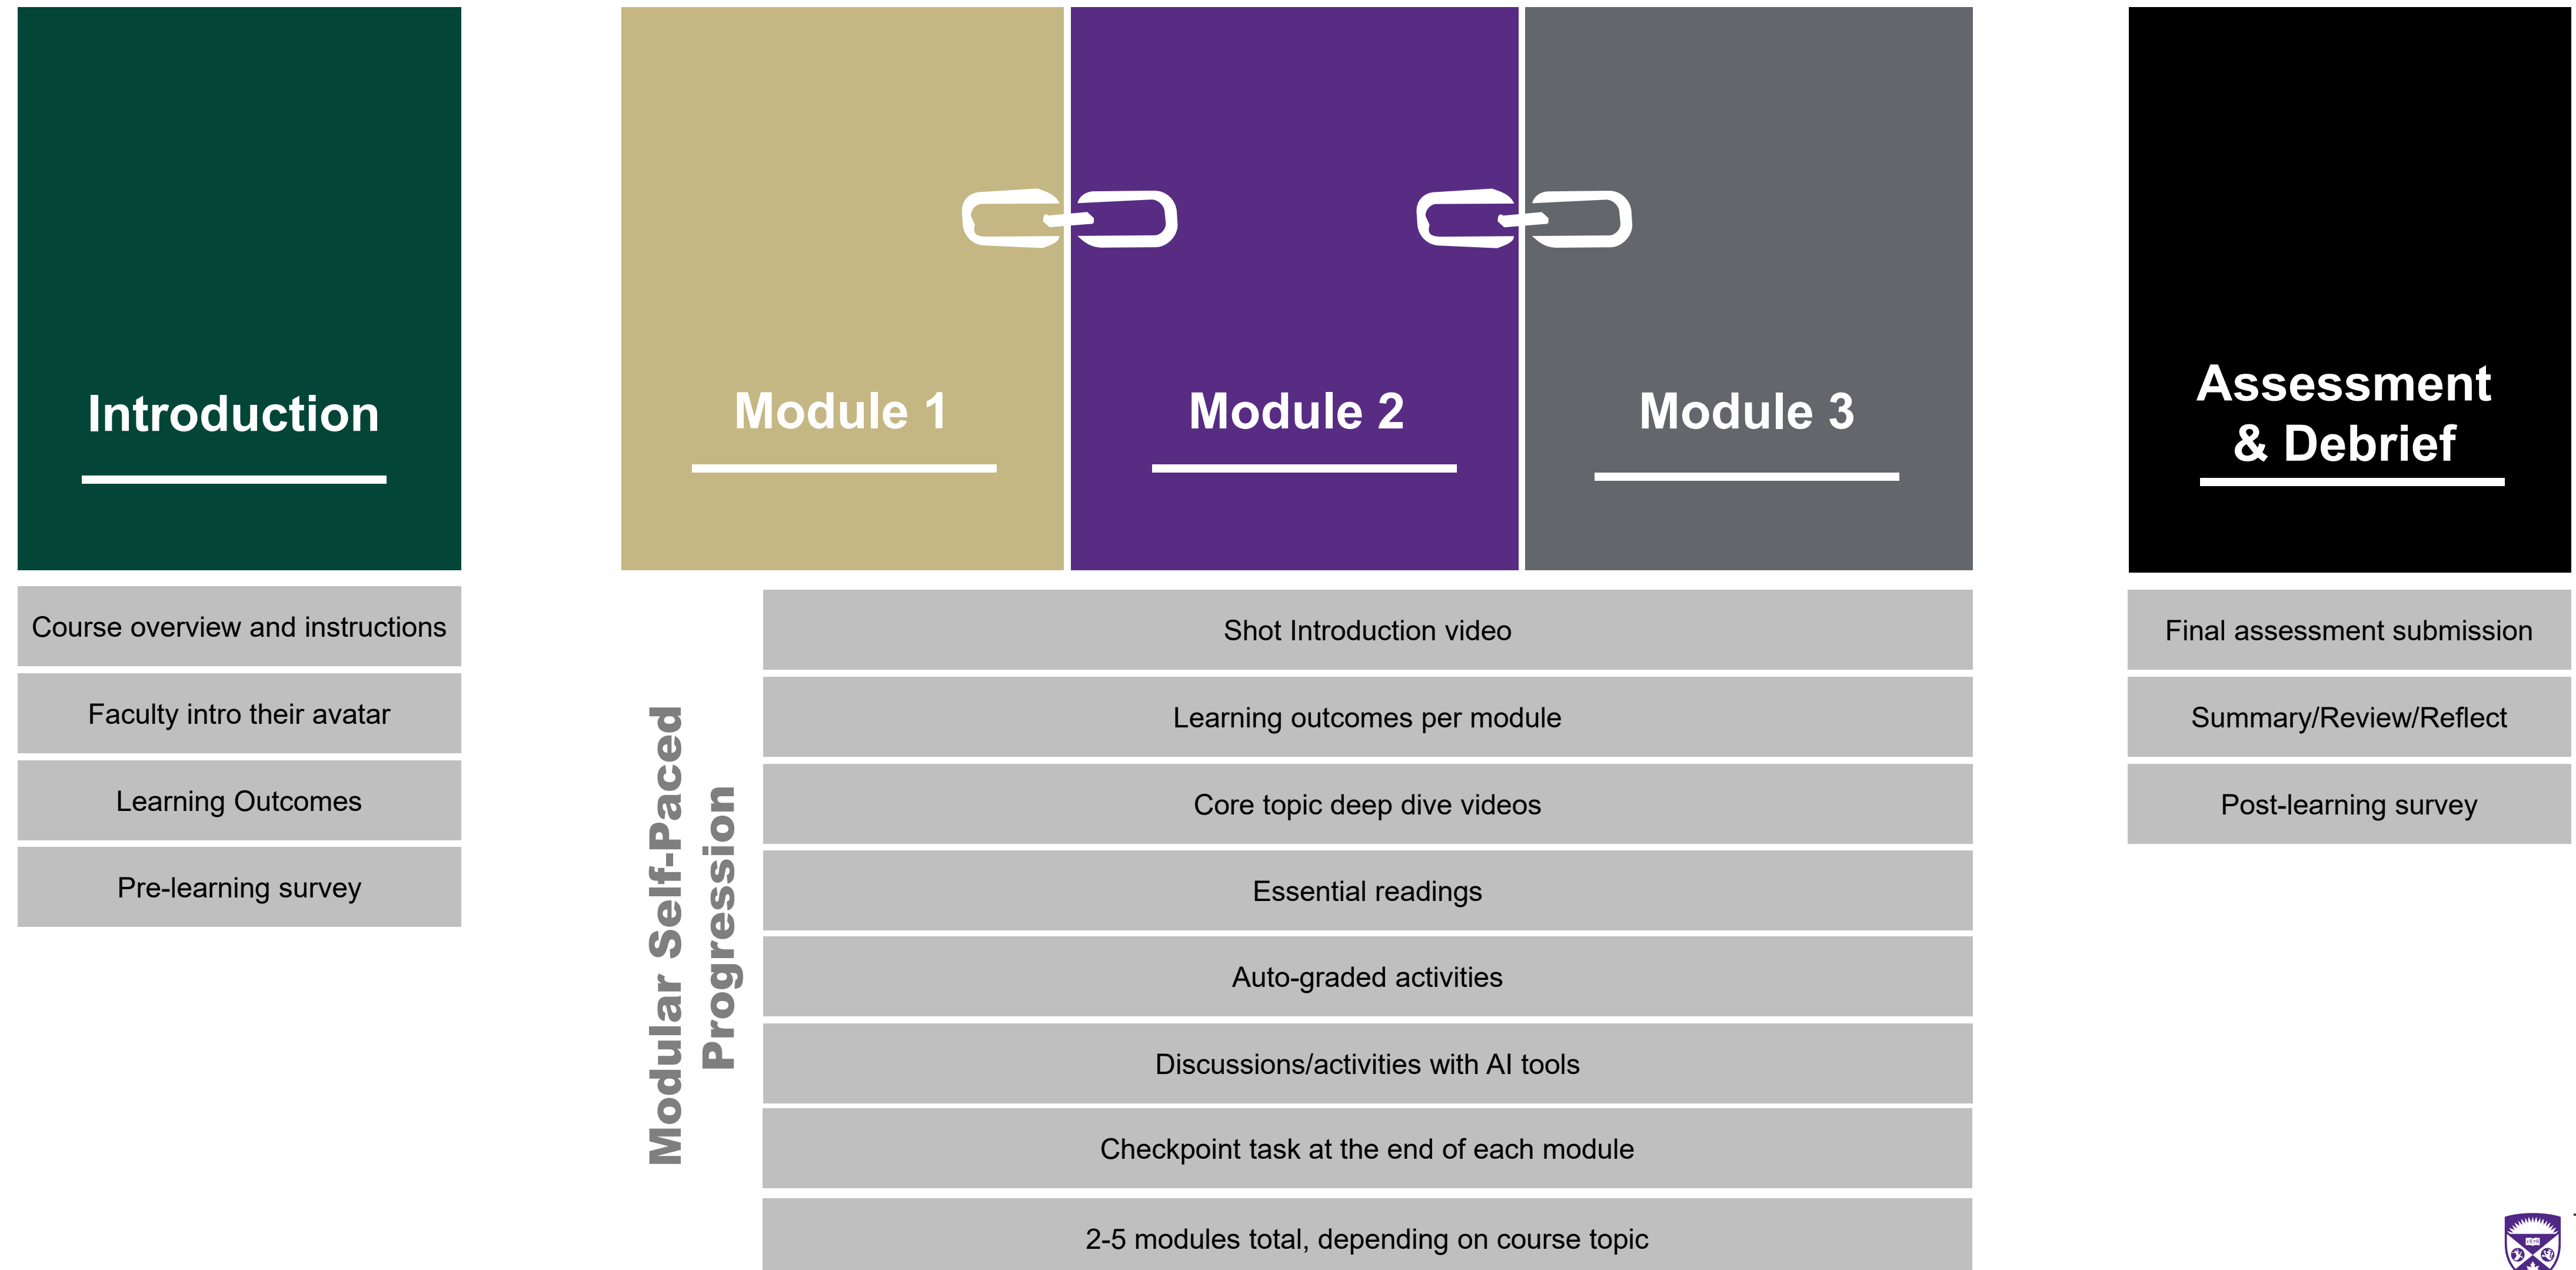 Introduction
Course overview and instructions
Faculty intro their avatar
Learning Outcomes
Pre-learning survey
Module 1
Module 2
Module 3
Modular Self-Paced
Progression
Shot Introduction video
Learning outcomes per module
Core topic deep dive videos
Essential readings
Auto-graded activities
Discussions/activities with AI tools
Checkpoint task at the end of each module
2-5 modules total, depending on course topic
Assessment
& Debrief
Final assessment submission
Summary/Review/Reflect
Post-learning survey